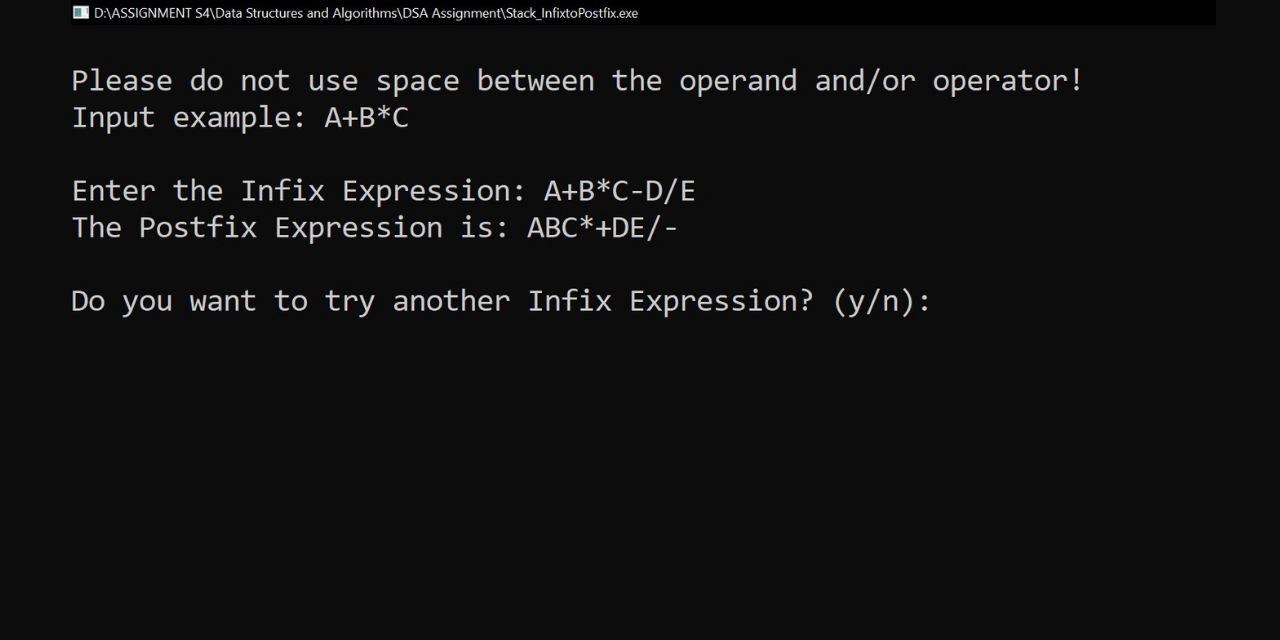 D:\ASSIGNMENT S4\Data Structures and Algorithms\DSA Assignment\Stack_InfixtoPostfix.exe
Please do not use space between the operand and/or operator!
Input example: A+B*C
Enter the Infix Expression: A+B*C-D/E
The Postfix Expression is: ABC*+DE/-
Do you want to try another Infix Expression? (y/n):